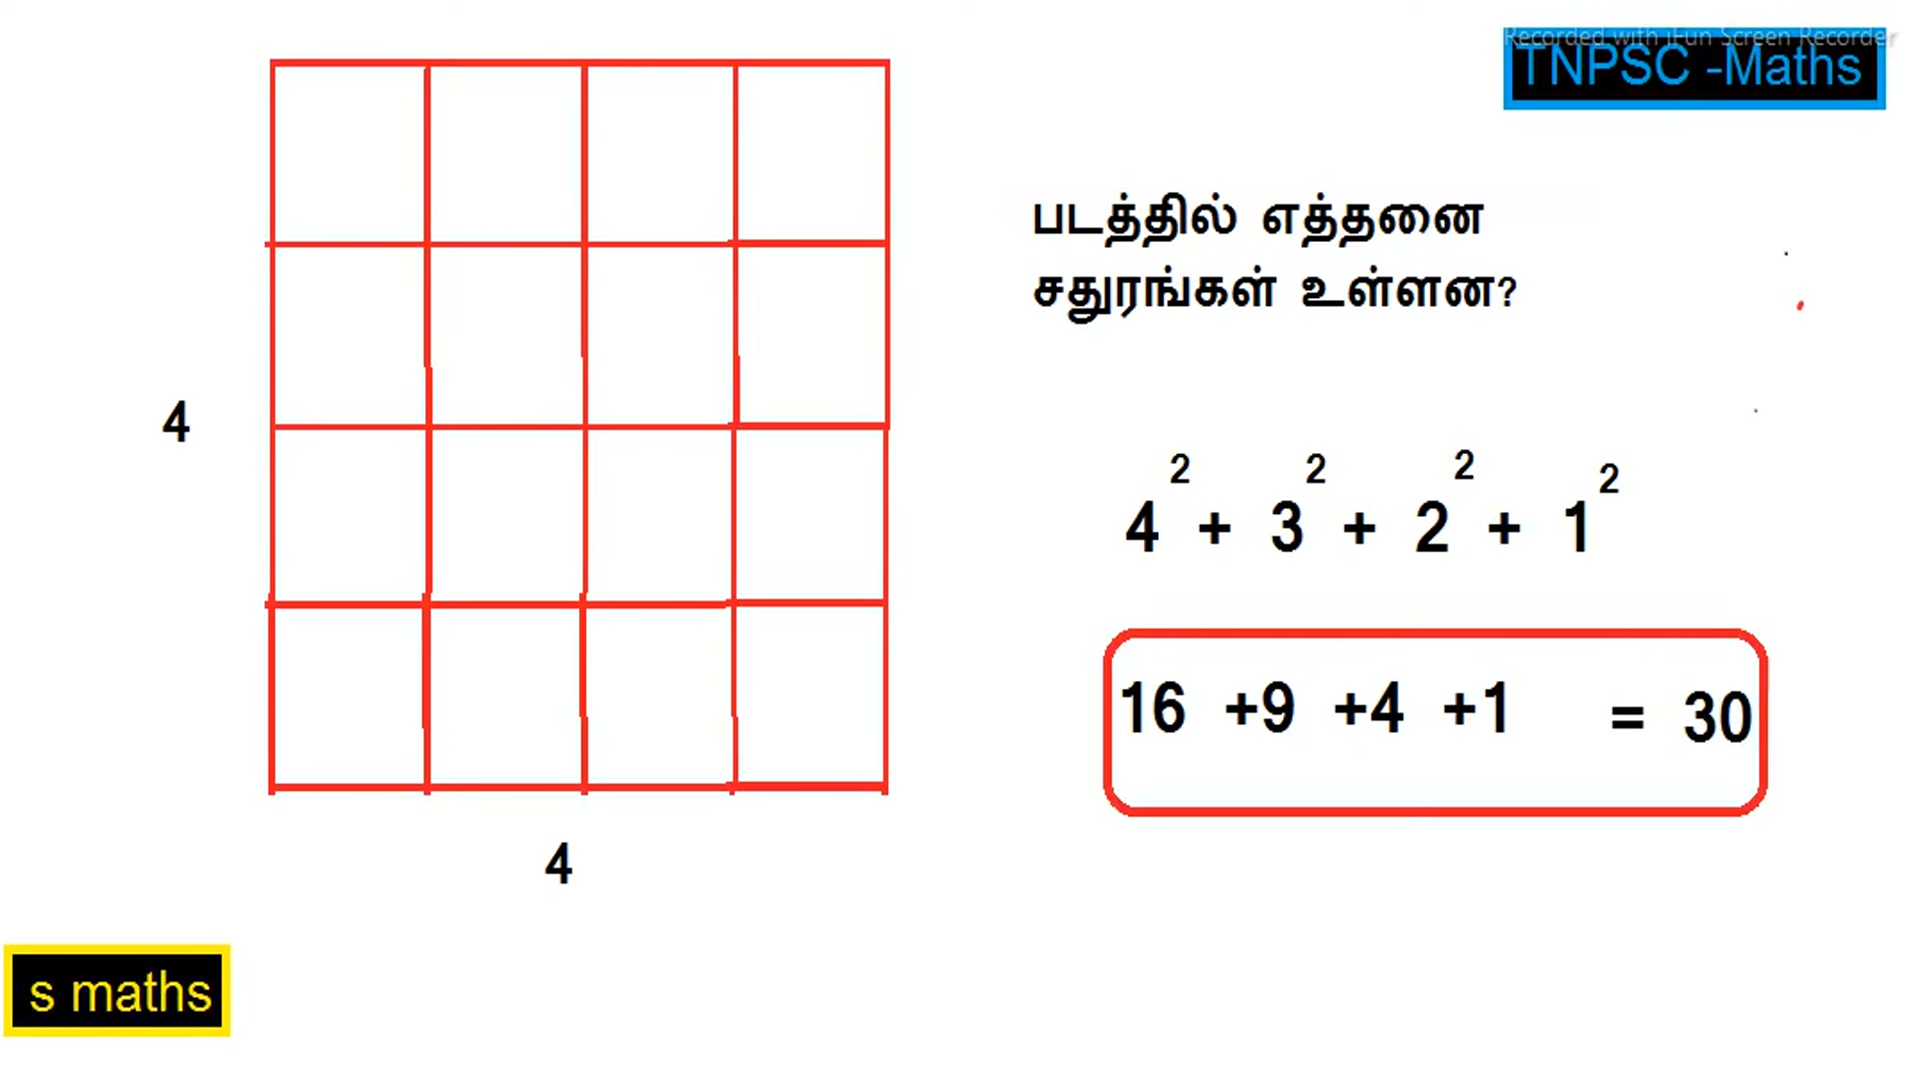 Recorded with iFun Screen Recorder
TNPSC -Maths
படத்தில் எத்தனை
சதுரங்கள் உள்ளன?
4
4² + 3² + 2² + 1²
16 +9 +4 +1 = 30
4
s maths